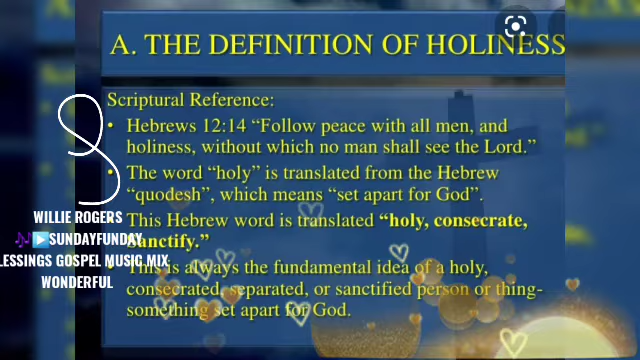 A. THE DEFINITION OF HOLINESS
Scriptural Reference:
• Hebrews 12:14 “Follow peace with all men, and
holiness, without which no man shall see the Lord.”
• The word “holy” is translated from the Hebrew
“quodesh”, which means “set apart for God”.
This Hebrew word is translated “holy, consecrate,
Sanctify.”
This is always the fundamental idea of a holy,
consecrated, separated, or sanctified person or thing-
something set apart for God.
WILLIE ROGERS
🎶▶️SUNDAYFUNDAY
LESSINGS GOSPEL MUSIC MIX
WONDERFUL